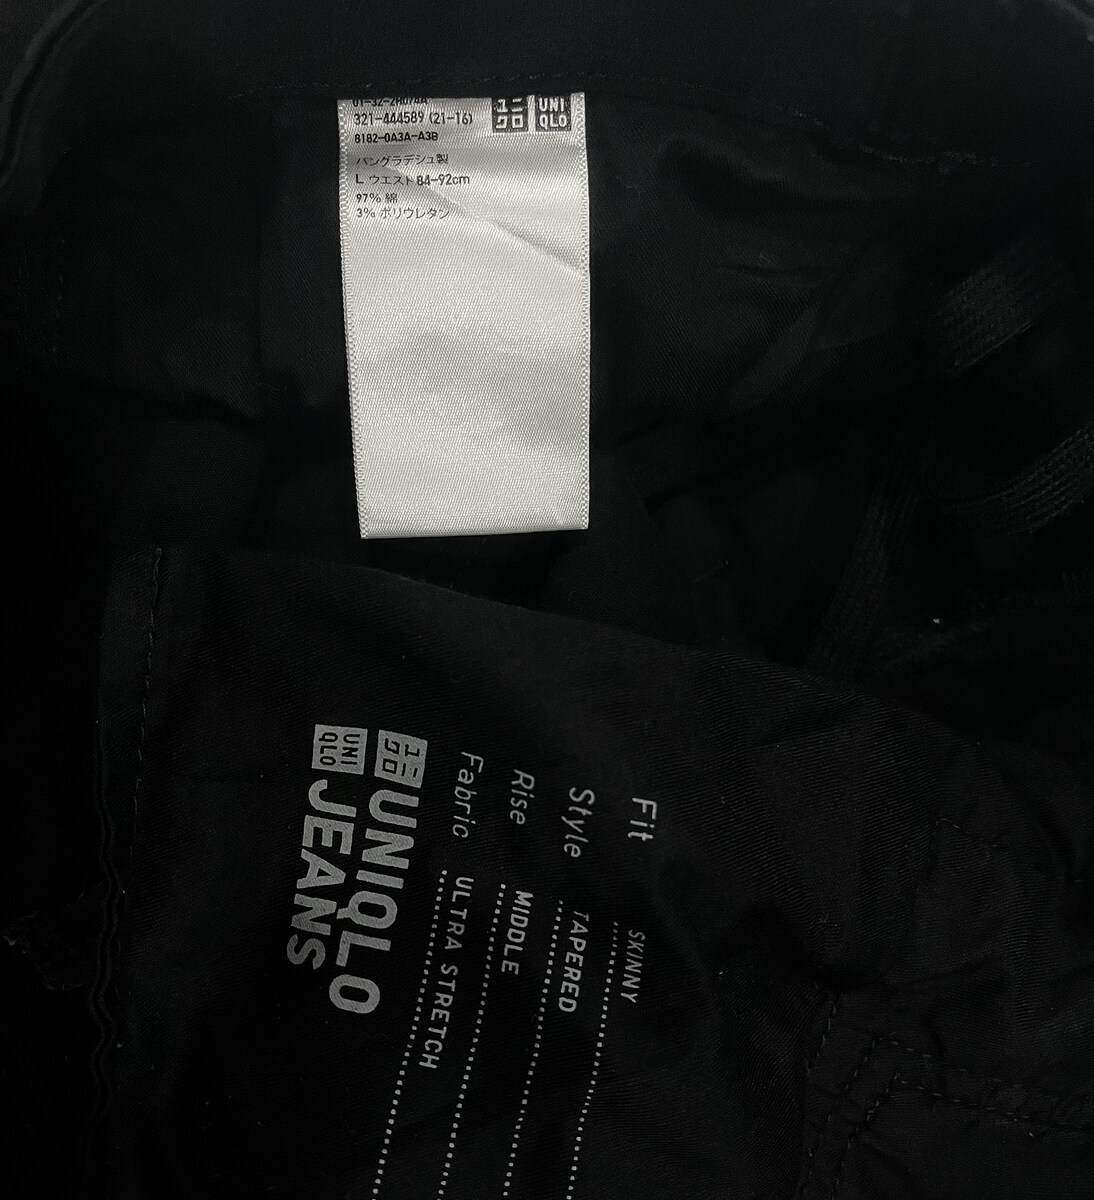 321-444589 (21-16)
8182-0A3A-A3B
バングラデシュ製
L ウエスト84-92cm
97% 綿
3% ポリウレタン
ユニ
クロ
UNI
QLO
Fit SKINNY
Style TAPERED
Rise MIDDLE
Fabric ULTRA STRETCH
ユニ
クロ
UNIQLO
UNI
QLO
JEANS